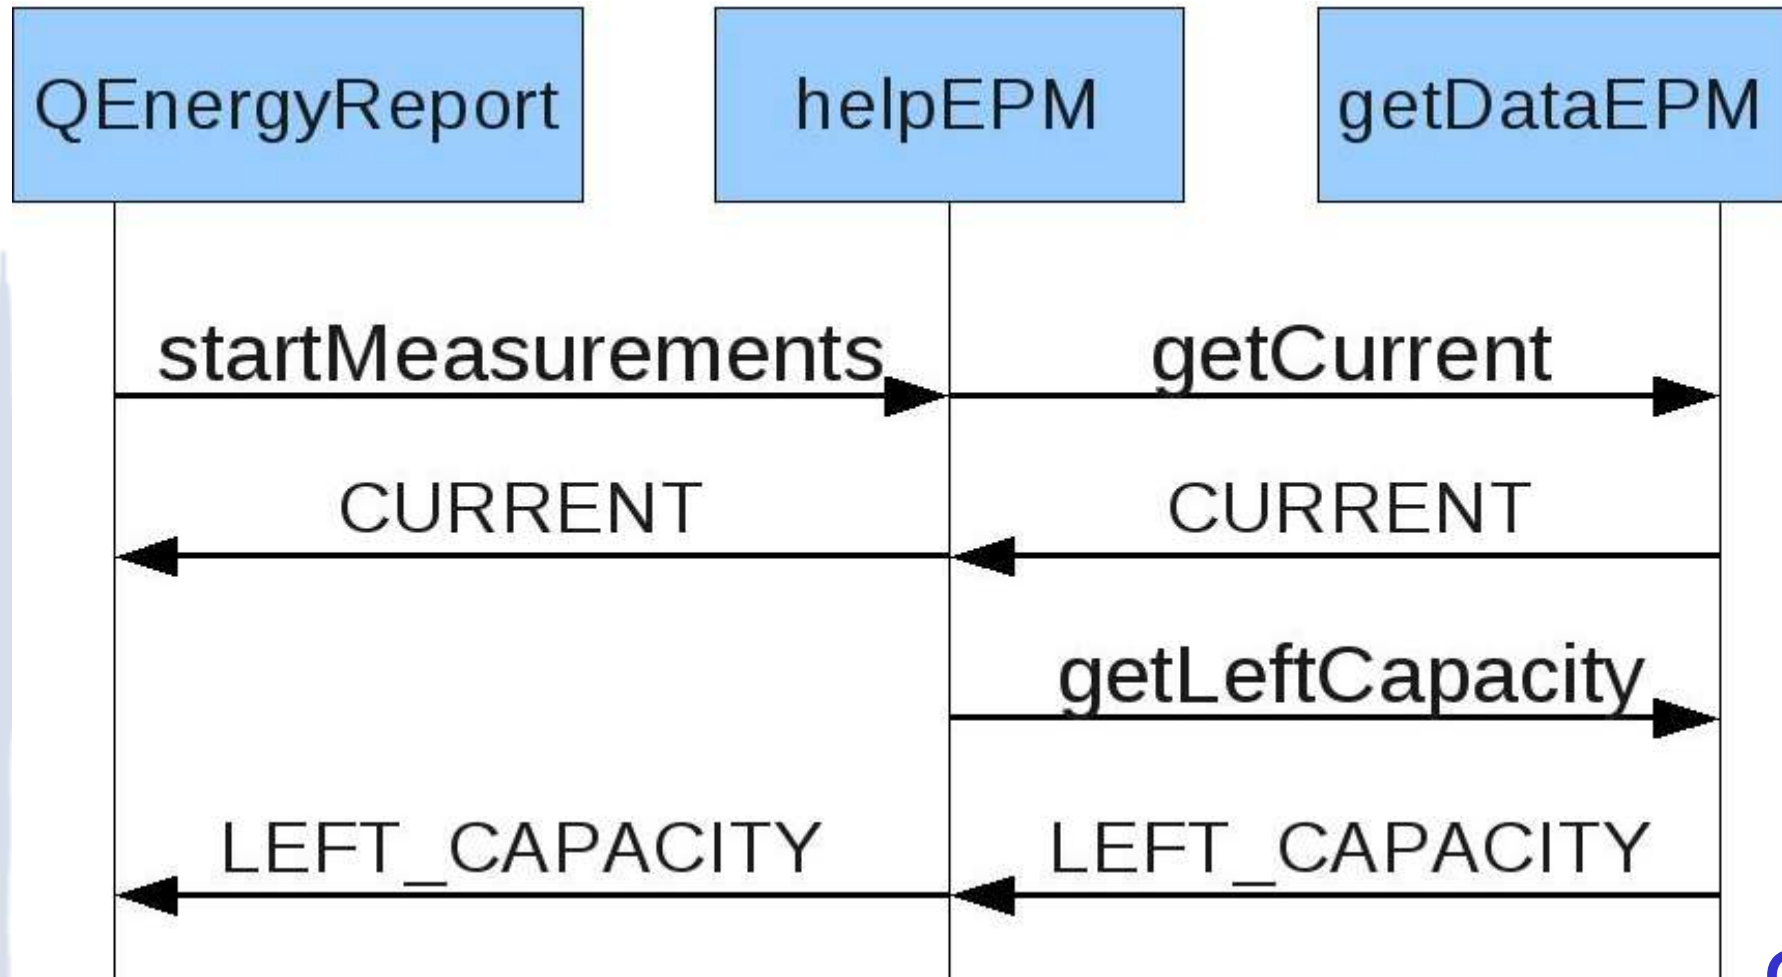 QEnergyReport helpEPM getDataEPM
startMeasurements getCurrent
CURRENT CURRENT
getLeftCapacity
LEFT_CAPACITY LEFT_CAPACITY